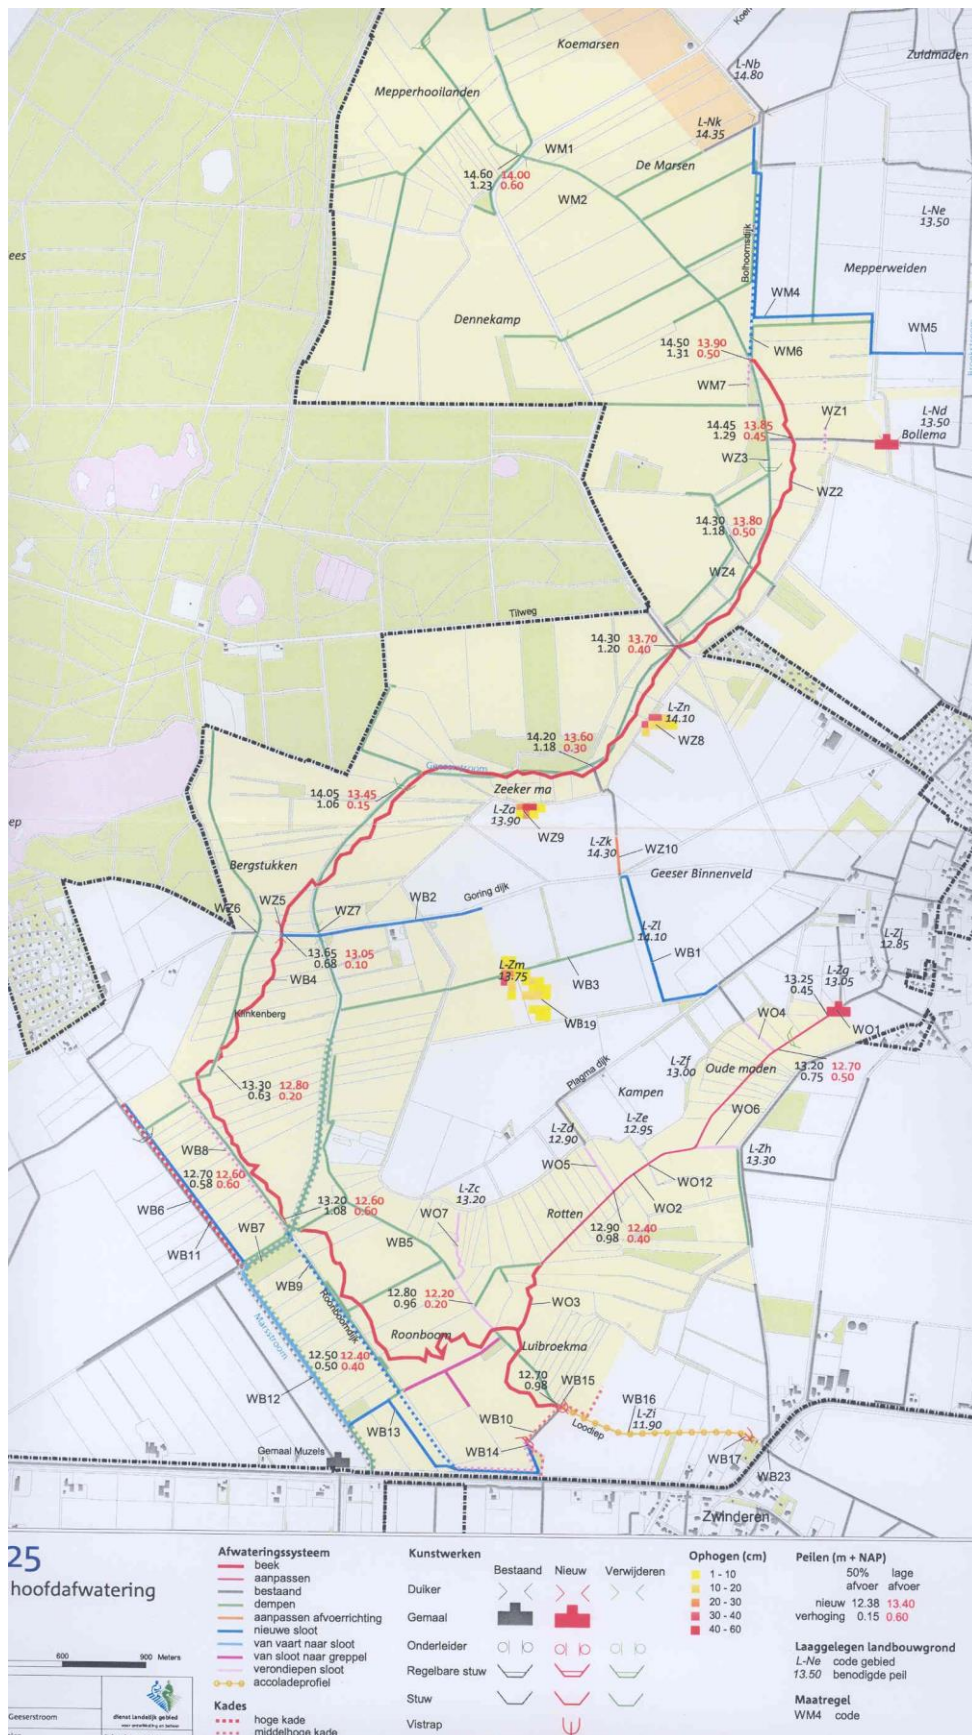 Koemarsen
Zuidmaden
L-Nb
14.80
Mepperhooilanden
L-Nk
14.35
WM1
De Marsen
14.60 14.00
1.23 0.60
WM2
L-Ne
13.50
Bolhoornsdijk
Mepperweiden
ees
WM4
Dennekamp
WM5
14.50 13.90
1.31 0.50
WM6
WM7
L-Nd
13.50
Bollema
WZ1
14.45 13.85
1.29 0.45
WZ3
WZ2
14.30 13.80
1.18 0.50
WZ4
Tilweg
14.30 13.70
1.20 0.40
L-Zn
14.10
WZ8
14.20 13.60
1.18 0.30
Geeserstroom
Zeeker ma
14.05 13.45
1.06 0.15
L-Za
13.90
WZ9
ep
L-Zk
14.30
WZ10
Bergstukken
Geeser Binnenveld
WZ5
WZ6
WZ7
WB2
Goring dijk
L-Zl
14.10
L-Zj
12.85
13.65 13.05
0.68 0.10
WB4
L-Zm
13.75
WB3
WB1
L-Zg
13.05
13.25
0.45
Klinkenberg
WB19
WO4
WO1
Plagma dijk
L-Zf
13.00
Oude maden
13.20 12.70
0.75 0.50
13.30 12.80
0.63 0.20
Kampen
L-Ze
12.95
WO6
L-Zd
12.90
WB8
WO5
L-Zh
13.30
12.70 12.60
0.58 0.60
L-Zc
13.20
WO12
13.20 12.60
1.08 0.60
WO7
WO2
WB6
Rotten
WB7
WB5
12.90 12.40
0.98 0.40
WB11
WB9
12.80 12.20
0.96 0.20
WO3
Roonboomdijk
Marsstroom
Roonboom
Luibroekma
12.50 12.40
0.50 0.40
12.70
0.98
WB15
WB12
WB16
L-Zi
11.90
WB10
Loodiep
WB13
WB14
Gemaal Muzels
WB17
WB23
Zwinderen
25
hoofdafwatering
600 900 Meters
Geeserstroom
dienst landelijk gebied
Afwateringssysteem
beek
aanpassen
bestaand
dempen
aanpassen afvoerrichting
nieuwe sloot
van vaart naar sloot
van sloot naar greppel
verondiepen sloot
accoladeprofiel
Kades
hoge kade
middelhoge kade
Kunstwerken
Bestaand Nieuw Verwijderen
Duiker
Gemaal
Onderleider
Regelbare stuw
Stuw
Vistrap
Ophogen (cm)
1 - 10
10 - 20
20 - 30
30 - 40
40 - 60
Peilen (m + NAP)
50% lage
afvoer afvoer
nieuw 12.38 13.40
verhoging 0.15 0.60
Laaggelegen landbouwgrond
L-Ne code gebied
13.50 benodigde peil
Maatregel
WM4 code